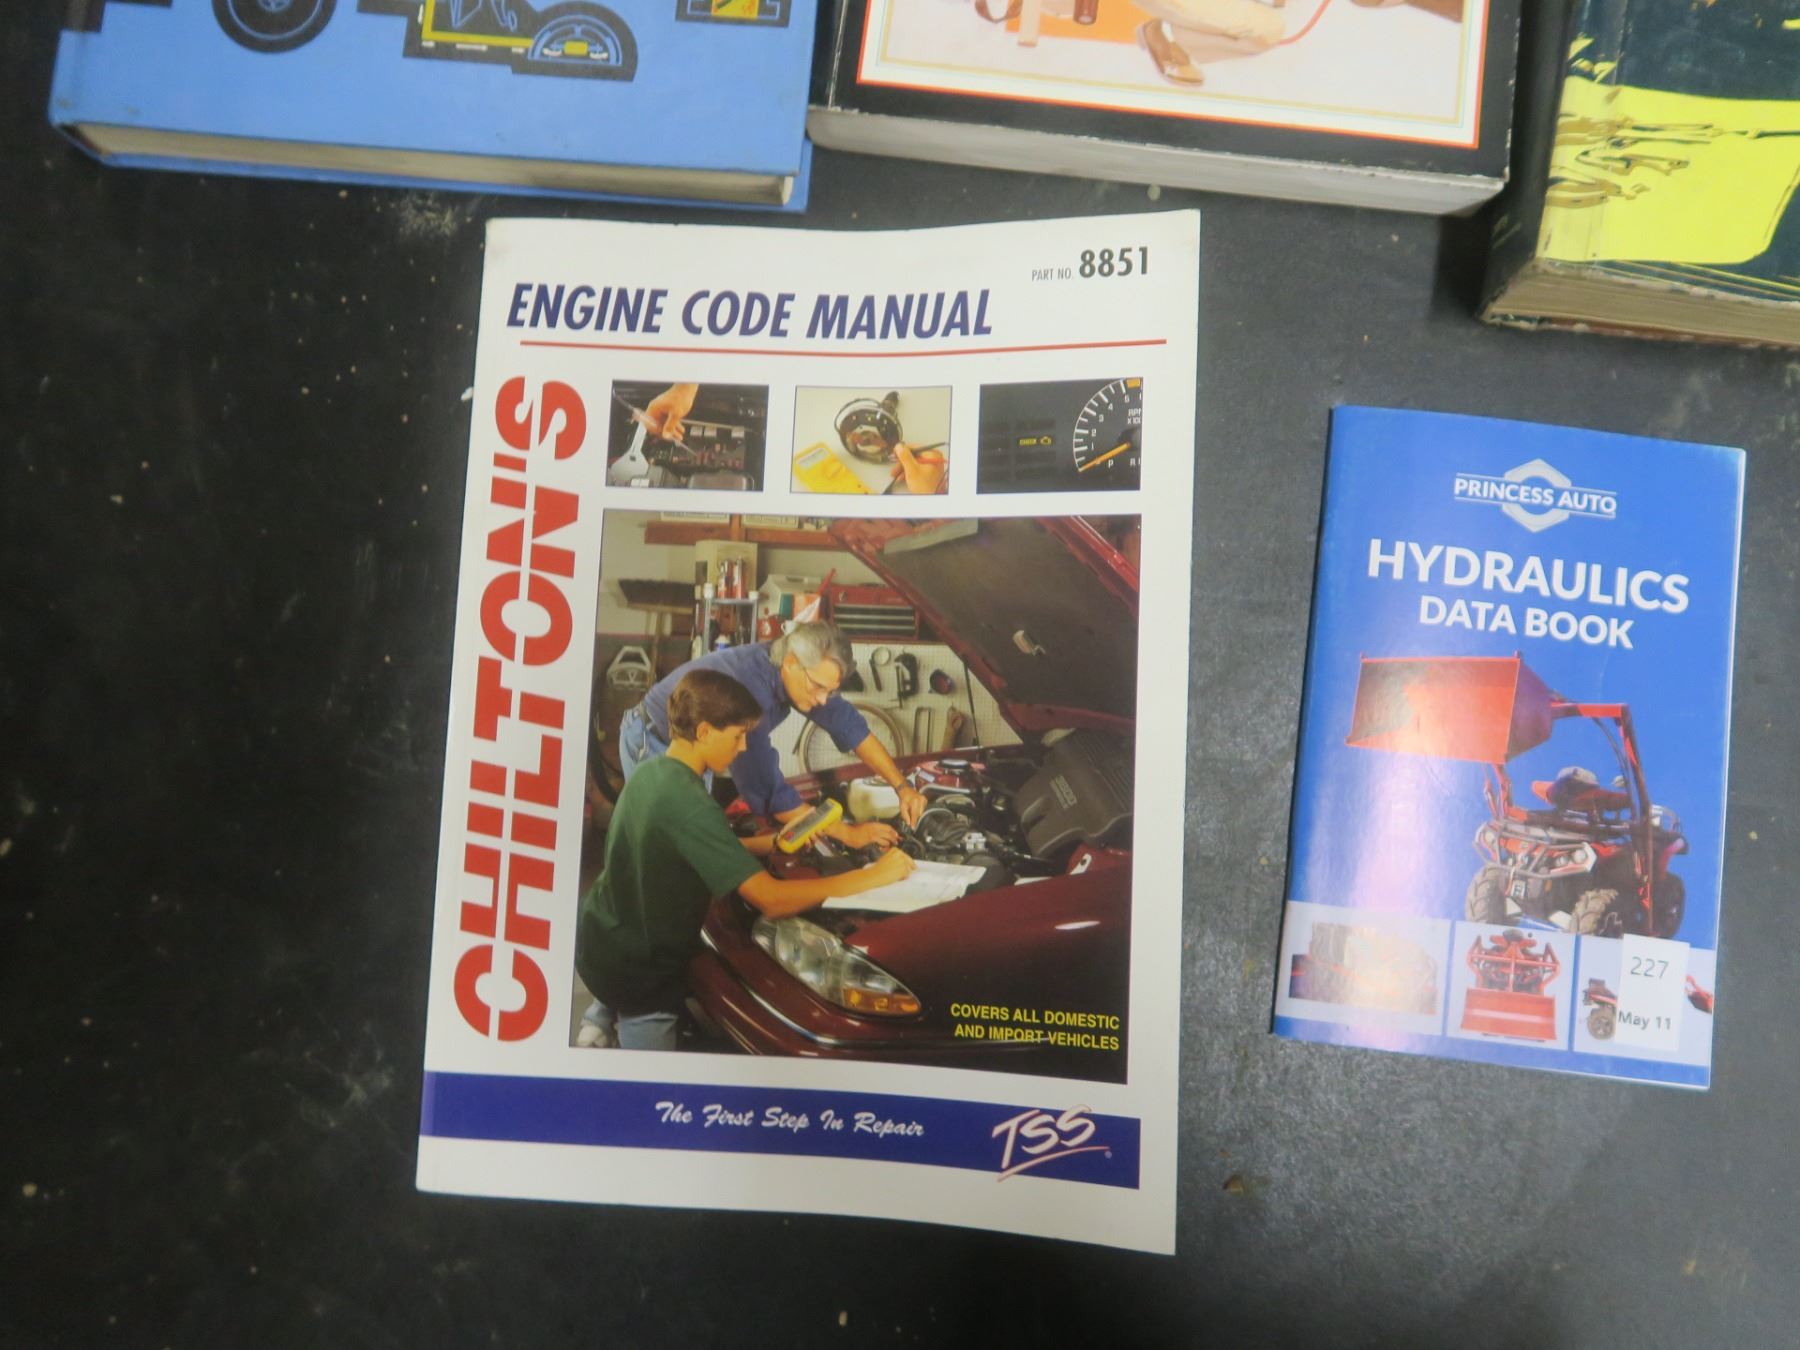 PART NO. 8851
ENGINE CODE MANUAL
CHILTON'S
RPM
COVERS ALL DOMESTIC
AND IMPORT VEHICLES
The First Step In Repair
TSS
PRINCESS AUTO
HYDRAULICS
DATA BOOK
227
May 11